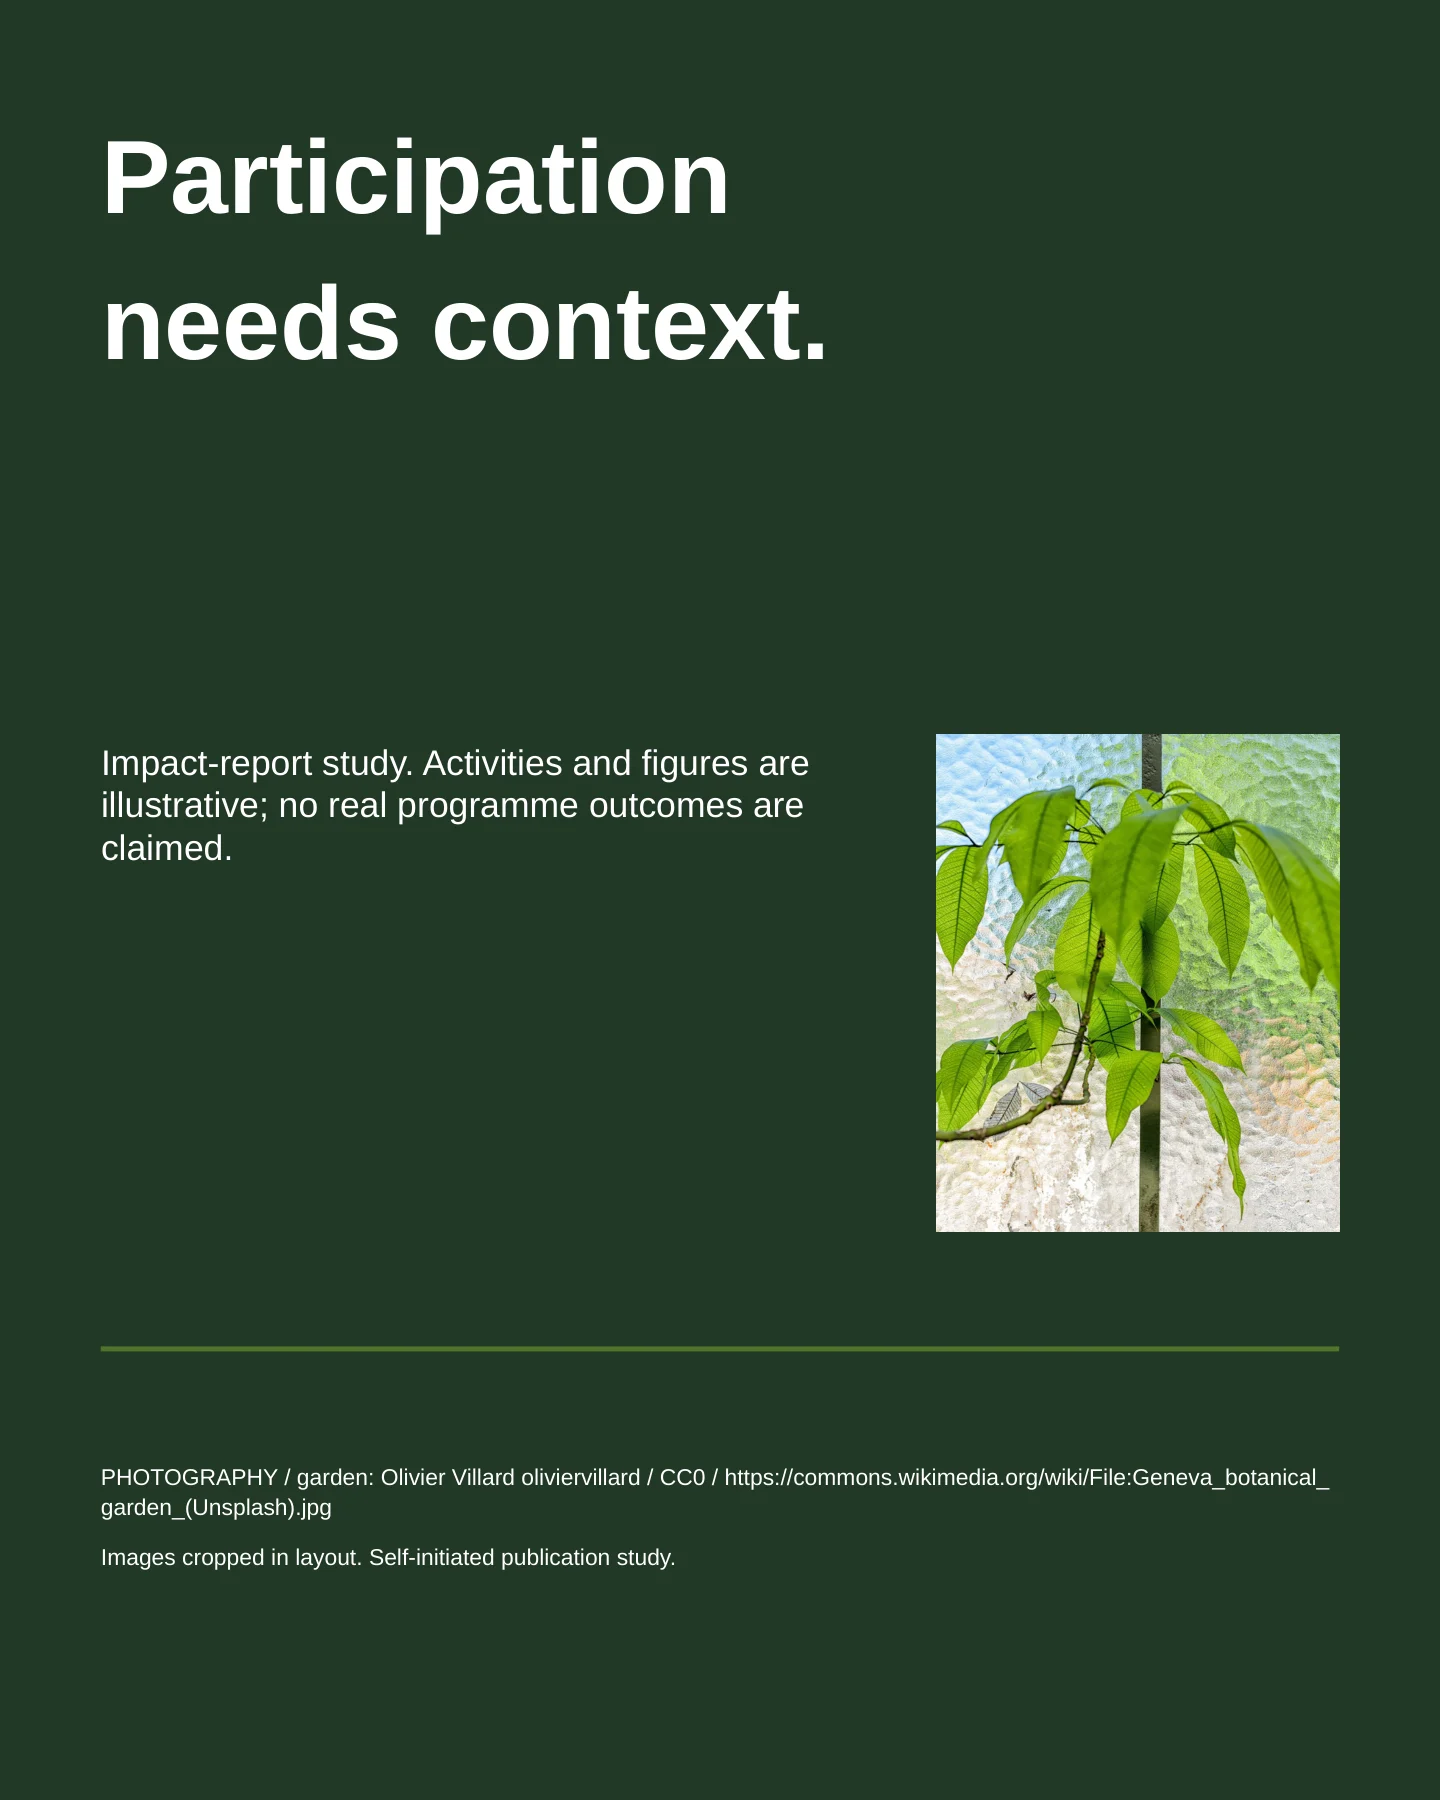 Participation
needs context.
Impact-report study. Activities and figures are
illustrative; no real programme outcomes are
claimed.
PHOTOGRAPHY / garden: Olivier Villard oliviervillard / CC0 / https://commons.wikimedia.org/wiki/File:Geneva_botanical_
garden_(Unsplash).jpg
Images cropped in layout. Self-initiated publication study.